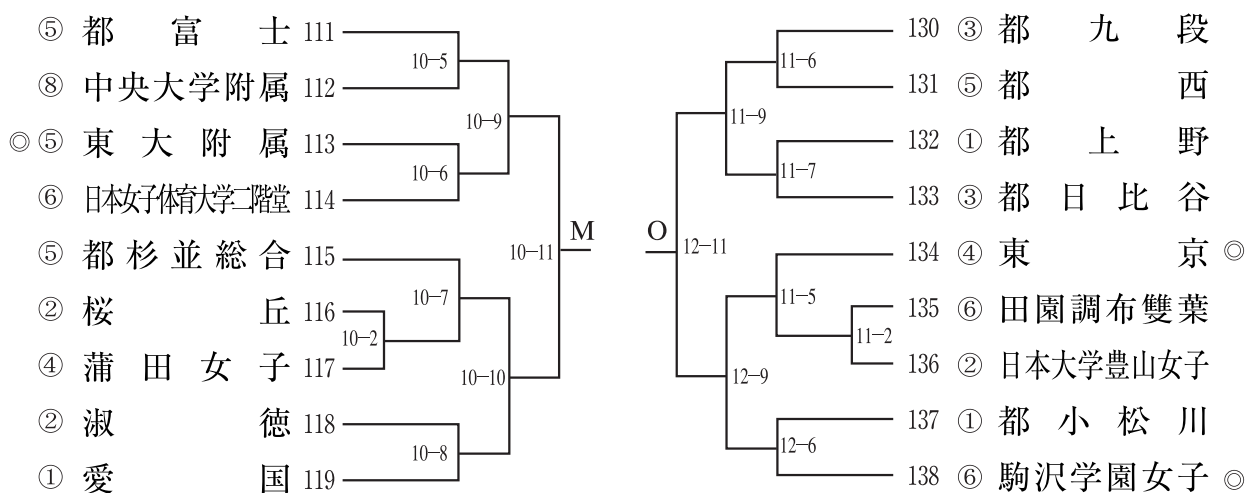 ⑤ 都富士 111
⑧ 中央大学附属 112
◎ ⑤ 東大附属 113
⑥ 日本女子体育大学二階堂 114
⑤ 都杉並総合 115
② 桜丘 116
④ 蒲田女子 117
② 淑徳 118
① 愛国 119
10-5
10-9
10-6
10-11
M
10-7
10-2
10-10
10-8
O
12-11
11-6
11-9
11-7
11-5
11-2
12-9
12-6
130 ③ 都九段
131 ⑤ 都西
132 ① 都上野
133 ③ 都日比谷
134 ④ 東京 ◎
135 ⑥ 田園調布雙葉
136 ② 日本大学豊山女子
137 ① 都小松川
138 ⑥ 駒沢学園女子 ◎